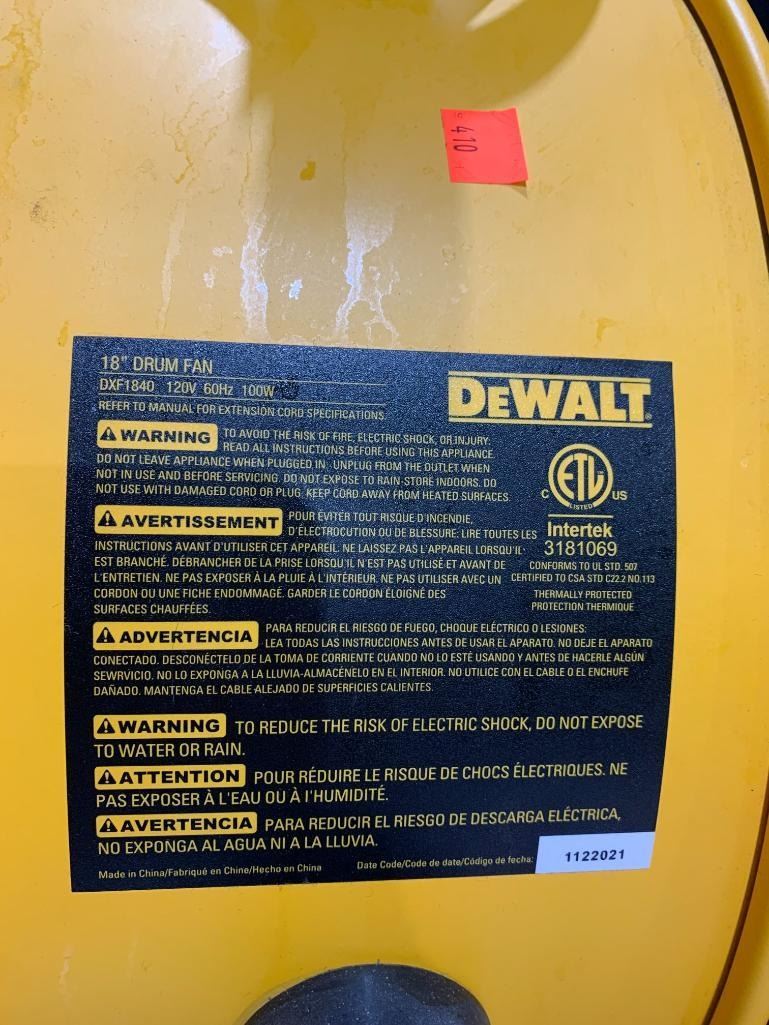 410
18" DRUM FAN
DXF1840 120V 60Hz 100W
REFER TO MANUAL FOR EXTENSION CORD SPECIFICATIONS.
DEWALT
WARNING TO AVOID THE RISK OF FIRE, ELECTRIC SHOCK, OR INJURY:
READ ALL INSTRUCTIONS BEFORE USING THIS APPLIANCE.
DO NOT LEAVE APPLIANCE WHEN PLUGGED IN. UNPLUG FROM THE OUTLET WHEN
NOT IN USE AND BEFORE SERVICING. DO NOT EXPOSE TO RAIN-STORE INDOORS. DO
NOT USE WITH DAMAGED CORD OR PLUG. KEEP CORD AWAY FROM HEATED SURFACES.
C ETL US
LISTED
Intertek
3181069
CONFORMS TO UL STD. 507
CERTIFIED TO CSA STD C22.2 NO.113
THERMALLY PROTECTED
PROTECTION THERMIQUE
AVERTISSEMENT POUR ÉVITER TOUT RISQUE D'INCENDIE,
D'ÉLECTROCUTION OU DE BLESSURE: LIRE TOUTES LES
INSTRUCTIONS AVANT D'UTILISER CET APPAREIL. NE LAISSEZ PAS L'APPAREIL LORSQU'IL
EST BRANCHÉ. DÉBRANCHER DE LA PRISE LORSQU'IL N'EST PAS UTILISÉ ET AVANT DE
L'ENTRETIEN. NE PAS EXPOSER À LA PLUIE À L'INTÉRIEUR. NE PAS UTILISER AVEC UN
CORDON OU UNE FICHE ENDOMMAGÉ. GARDER LE CORDON ÉLOIGNÉ DES
SURFACES CHAUFFÉES.
ADVERTENCIA PARA REDUCIR EL RIESGO DE FUEGO, CHOQUE ELÉCTRICO O LESIONES:
LEA TODAS LAS INSTRUCCIONES ANTES DE USAR EL APARATO. NO DEJE EL APARATO
CONECTADO. DESCONÉCTELO DE LA TOMA DE CORRIENTE CUANDO NO LO ESTÉ USANDO Y ANTES DE HACERLE ALGÚN
SEWRVICIO. NO LO EXPONGA A LA LLUVIA-ALMACÉNELO EN EL INTERIOR. NO UTILICE CON EL CABLE O EL ENCHUFE
DAÑADO. MANTENGA EL CABLE ALEJADO DE SUPERFICIES CALIENTES.
WARNING TO REDUCE THE RISK OF ELECTRIC SHOCK, DO NOT EXPOSE
TO WATER OR RAIN.
ATTENTION POUR RÉDUIRE LE RISQUE DE CHOCS ÉLECTRIQUES. NE
PAS EXPOSER À L'EAU OU À l'HUMIDITÉ.
AVERTENCIA PARA REDUCIR EL RIESGO DE DESCARGA ELÉCTRICA,
NO EXPONGA AL AGUA NI A LA LLUVIA.
Made in China/Fabriqué en Chine/Hecho en China Date Code/Code de date/Código de fecha: 1122021